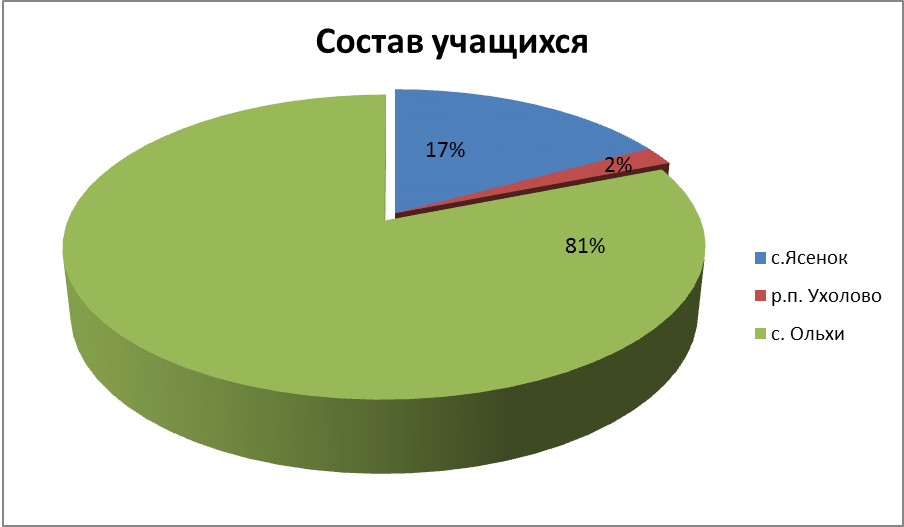 Состав учащихся
17%
2%
81%
с.Ясенок
р.п. Ухолово
с. Ольхи